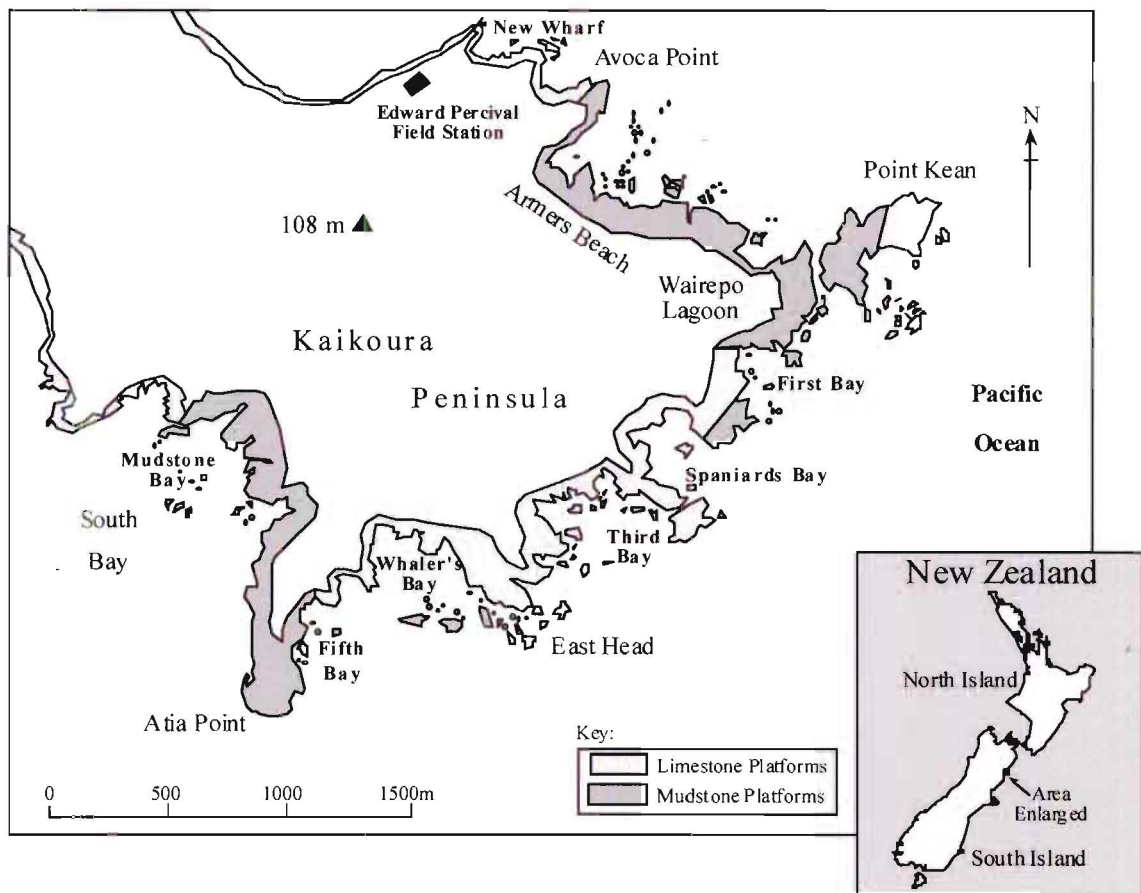 New Wharf
Avoca Point
Edward Percival
Field Station
N
Point Kean
108 m
Armers Beach
Wairepo
Lagoon
Kaikoura
Peninsula
First Bay
Pacific
Ocean
Mudstone
Bay
Spaniards Bay
South
Bay
Third
Bay
Whaler's
Bay
Fifth
Bay
East Head
Atia Point
Key:
Limestone Platforms
Mudstone Platforms
0 500 1000 1500m
New Zealand
North Island
Area
Enlarged
South Island